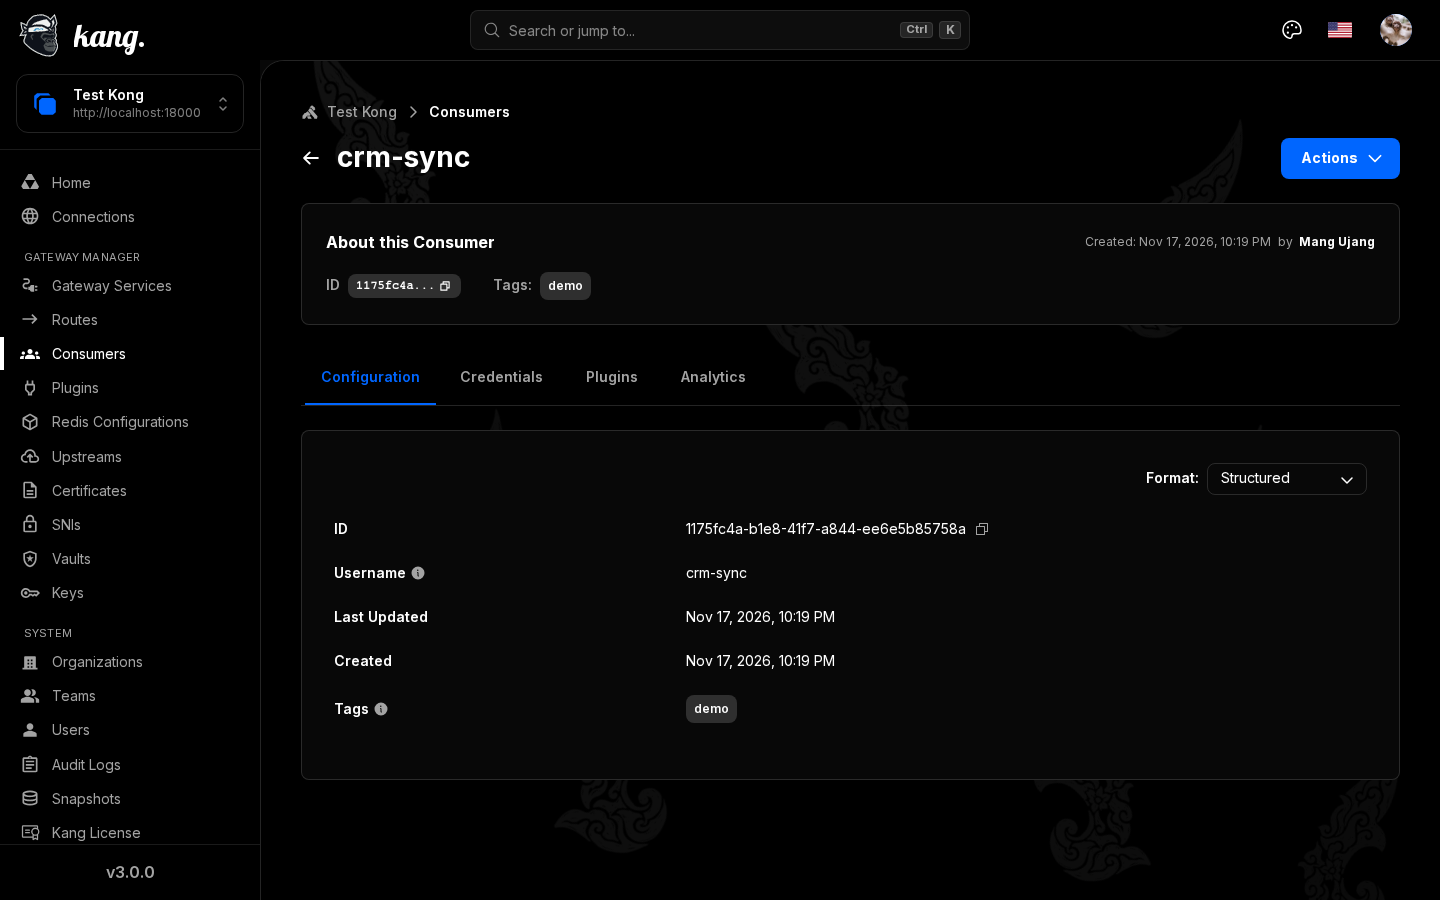 kang.
Search or jump to...
Ctrl K
Test Kong
http://localhost:18000
Home
Connections
GATEWAY MANAGER
Gateway Services
Routes
Consumers
Plugins
Redis Configurations
Upstreams
Certificates
SNIs
Vaults
Keys
SYSTEM
Organizations
Teams
Users
Audit Logs
Snapshots
Kang License
v3.0.0
Test Kong Consumers
crm-sync
Actions
About this Consumer
Created: Nov 17, 2026, 10:19 PM by Mang Ujang
ID 1175fc4a... Tags: demo
Configuration Credentials Plugins Analytics
Format: Structured
ID 1175fc4a-b1e8-41f7-a844-ee6e5b85758a
Username crm-sync
Last Updated Nov 17, 2026, 10:19 PM
Created Nov 17, 2026, 10:19 PM
Tags demo